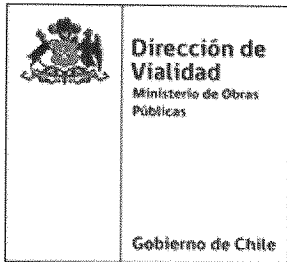 Dirección de
Vialidad
Ministerio de Obras
Públicas
Gobierno de Chile